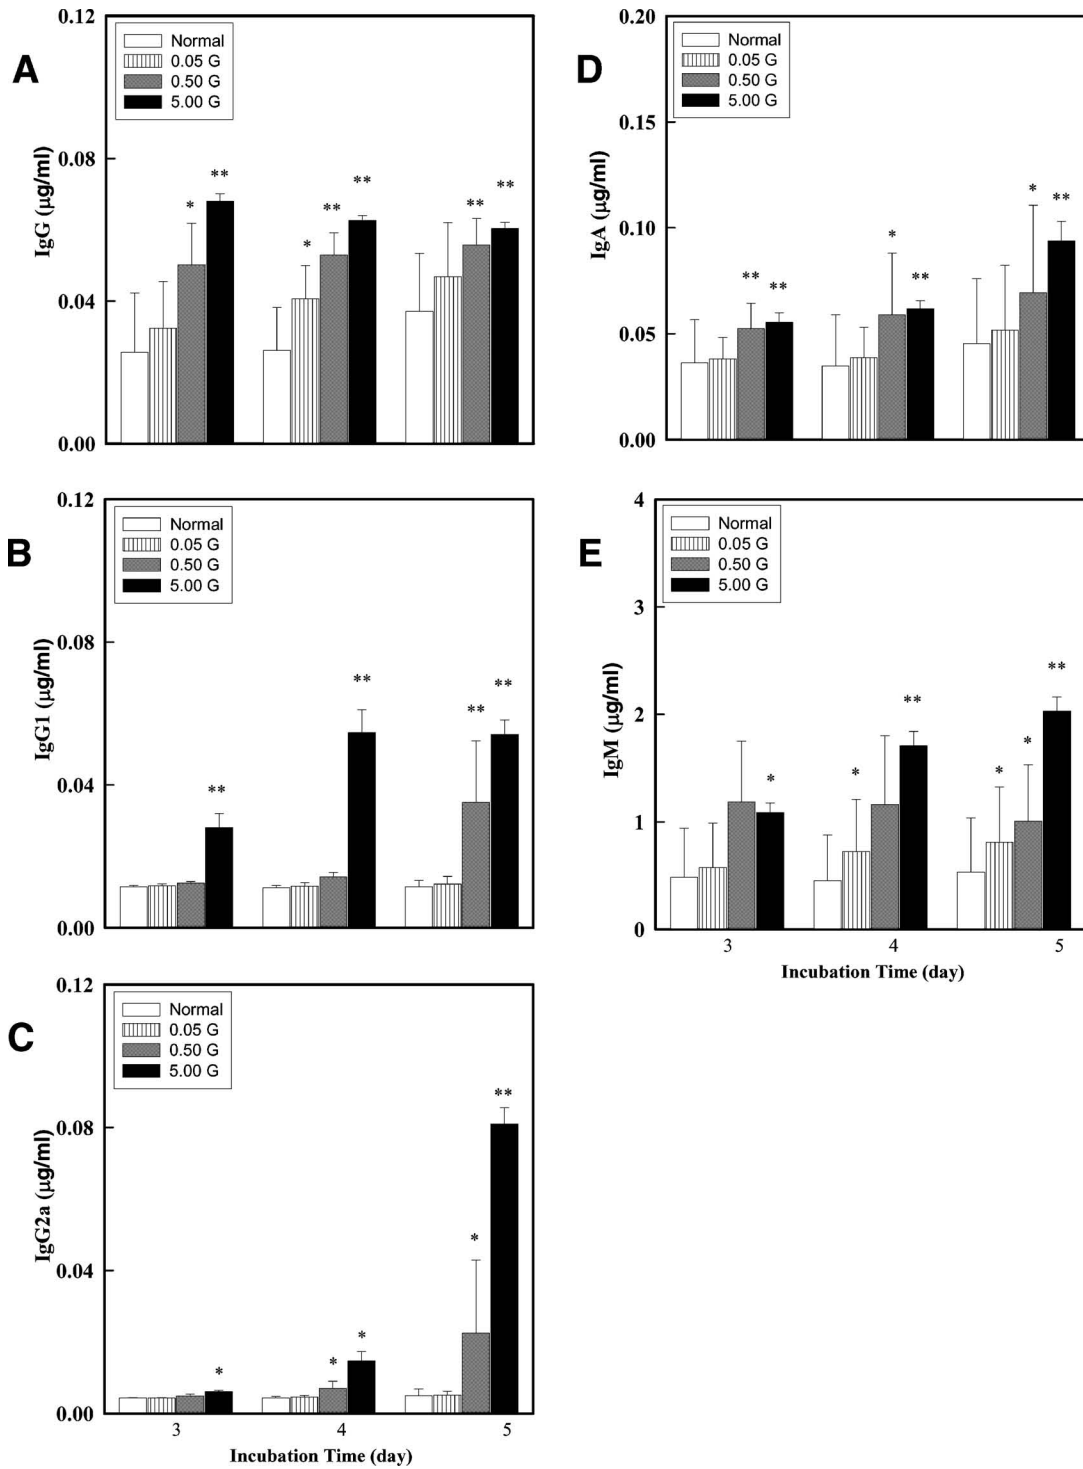 A
0.12
Normal
0.05 G
0.50 G
5.00 G
0.08
0.04
0.00
IgG (μg/ml)
* ** * ** ** ** **
B
0.12
Normal
0.05 G
0.50 G
5.00 G
0.08
0.04
0.00
IgG1 (μg/ml)
** ** ** **
C
0.12
Normal
0.05 G
0.50 G
5.00 G
0.08
0.04
0.00
IgG2a (μg/ml)
* * * * **
3 4 5
Incubation Time (day)
D
0.20
Normal
0.05 G
0.50 G
5.00 G
0.15
0.10
0.05
0.00
IgA (μg/ml)
** ** * ** * **
E
4
Normal
0.05 G
0.50 G
5.00 G
3
2
1
0
IgM (μg/ml)
* * ** * * **
3 4 5
Incubation Time (day)